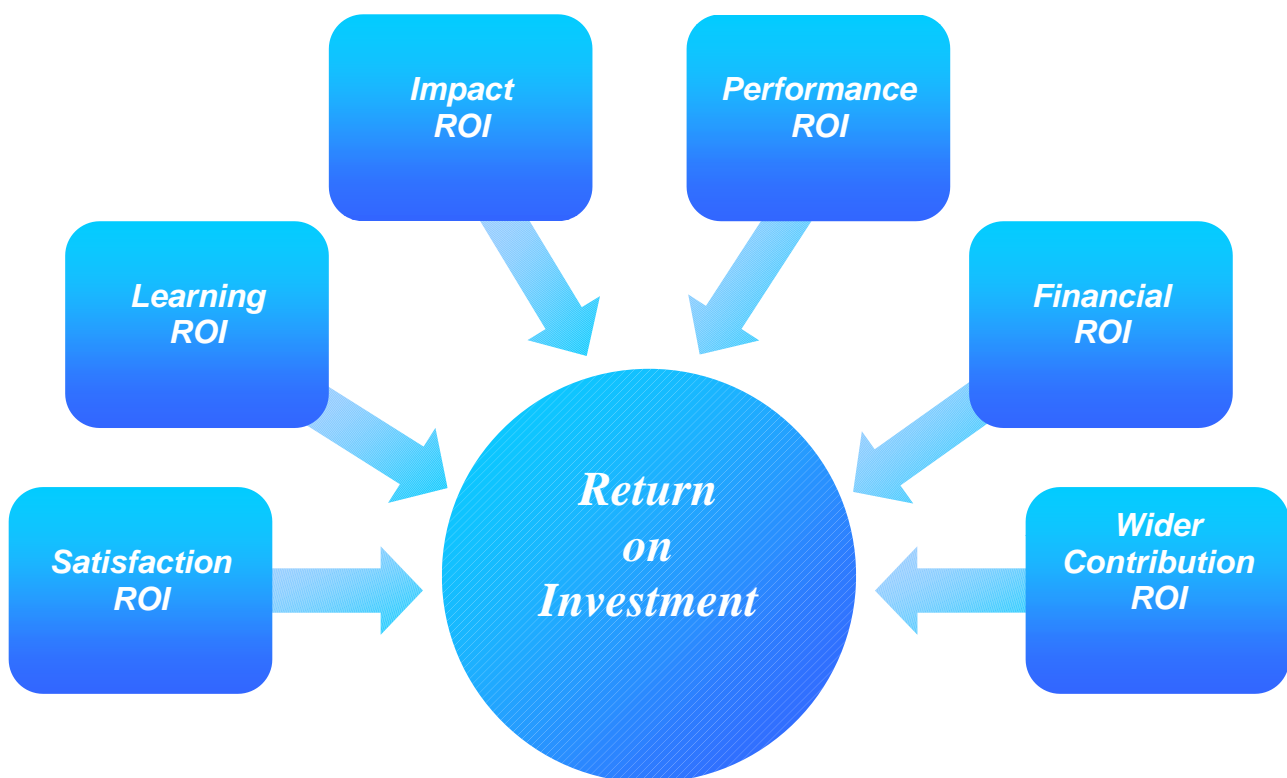 Impact
ROI
Performance
ROI
Learning
ROI
Financial
ROI
Satisfaction
ROI
Return
on
Investment
Wider
Contribution
ROI